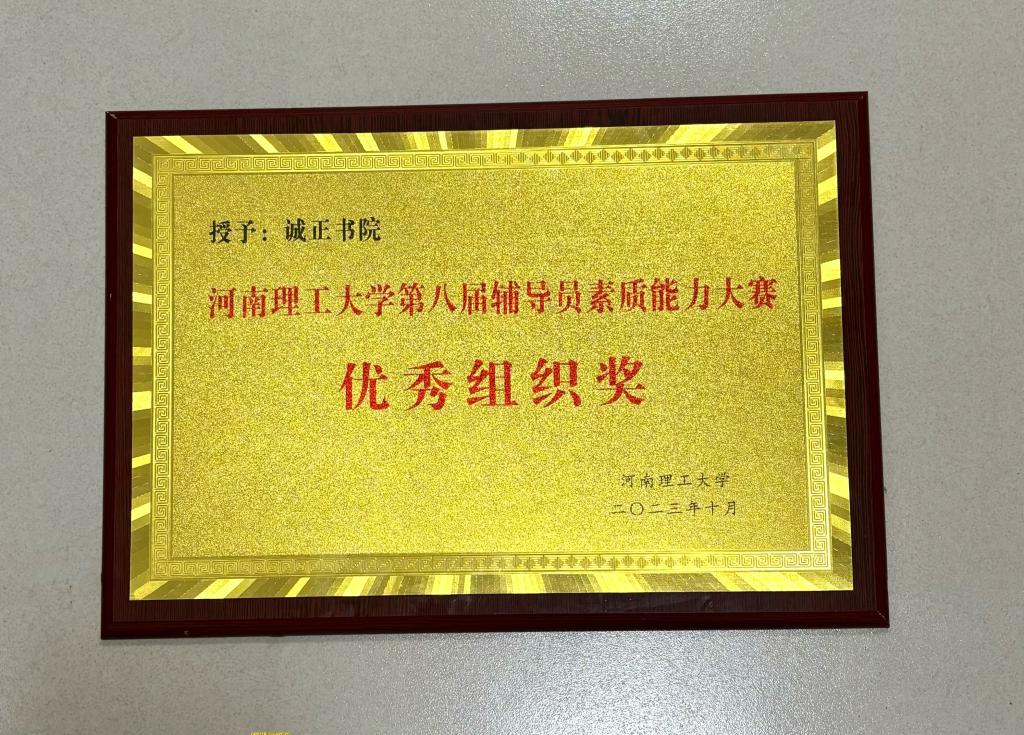 授予：诚正书院
河南理工大学第八届辅导员素质能力大赛
优秀组织奖
河南理工大学
二〇二三年十月